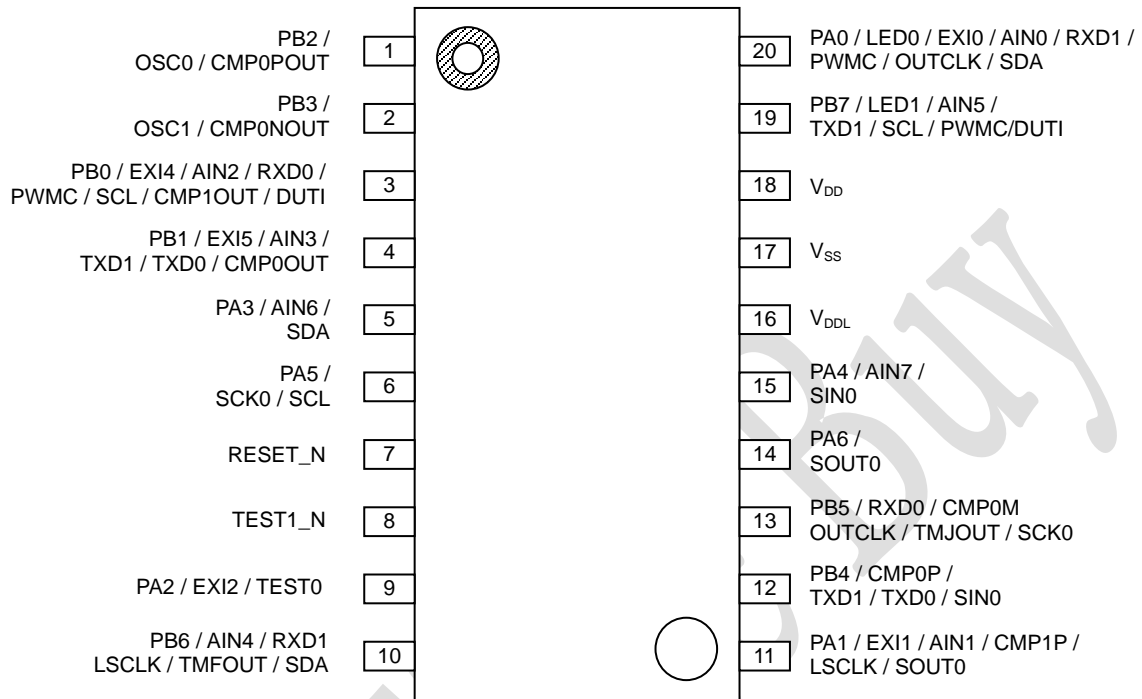 PB2 /
OSC0 / CMP0POUT
1
PB3 /
OSC1 / CMP0NOUT
2
PB0 / EXI4 / AIN2 / RXD0 /
PWMC / SCL / CMP1OUT / DUTI
3
PB1 / EXI5 / AIN3 /
TXD1 / TXD0 / CMP0OUT
4
PA3 / AIN6 /
SDA
5
PA5 /
SCK0 / SCL
6
RESET_N
7
TEST1_N
8
PA2 / EXI2 / TEST0
9
PB6 / AIN4 / RXD1
LSCLK / TMFOUT / SDA
10
20
PA0 / LED0 / EXI0 / AIN0 / RXD1 /
PWMC / OUTCLK / SDA
19
PB7 / LED1 / AIN5 /
TXD1 / SCL / PWMC/DUTI
18
VDD
17
VSS
16
VDDL
15
PA4 / AIN7 /
SIN0
14
PA6 /
SOUT0
13
PB5 / RXD0 / CMP0M
OUTCLK / TMJOUT / SCK0
12
PB4 / CMP0P /
TXD1 / TXD0 / SIN0
11
PA1 / EXI1 / AIN1 / CMP1P /
LSCLK / SOUT0
Buy